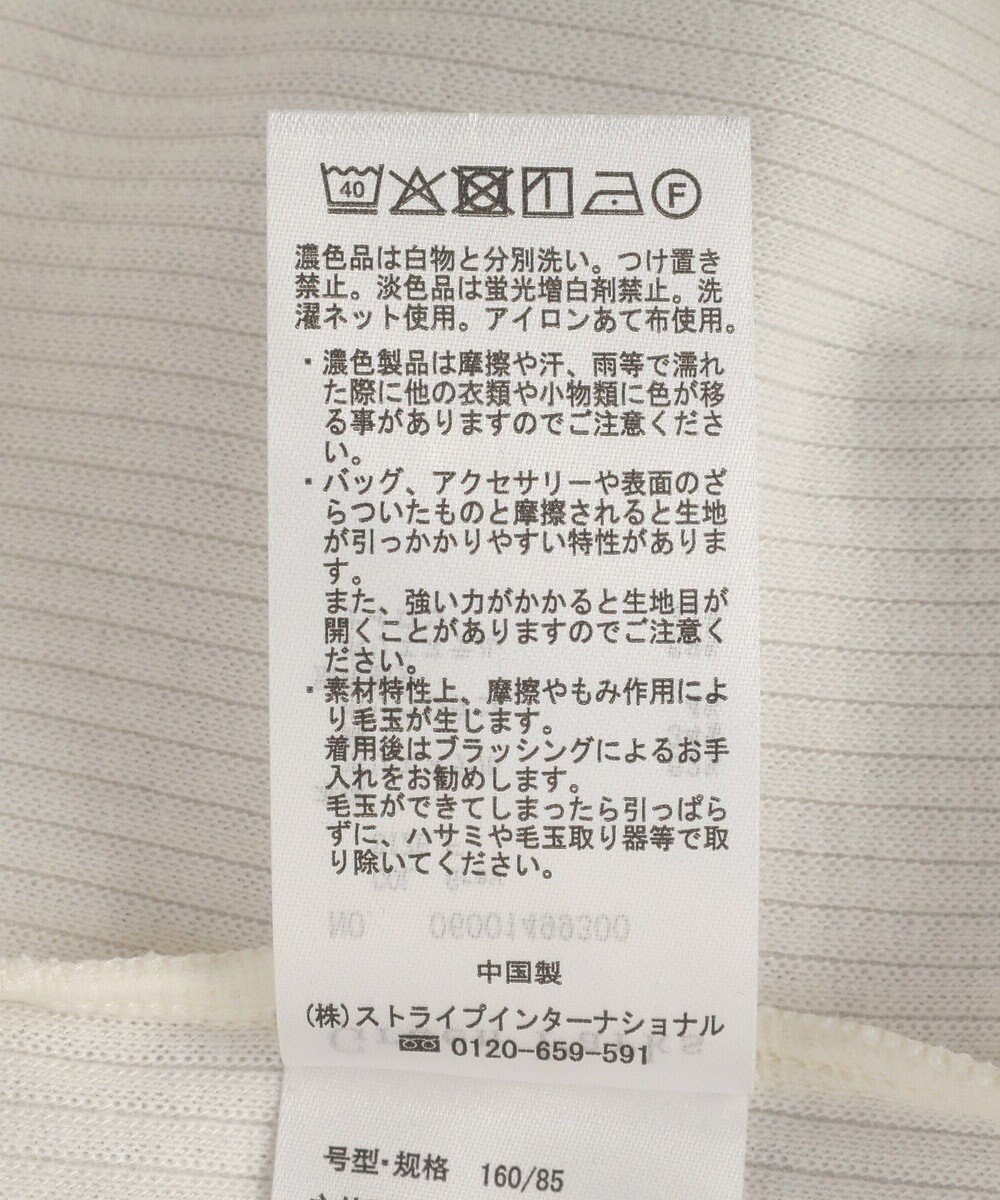 40 F
濃色品は白物と分別洗い。つけ置き
禁止。淡色品は蛍光増白剤禁止。洗
濯ネット使用。アイロンあて布使用。
・濃色製品は摩擦や汗、雨等で濡れ
た際に他の衣類や小物類に色が移
る事がありますのでご注意くださ
い。
・バッグ、アクセサリーや表面のざ
らついたものと摩擦されると生地
が引っかかりやすい特性がありま
す。
また、強い力がかかると生地目が
開くことがありますのでご注意く
ださい。
・素材特性上、摩擦やもみ作用によ
り毛玉が生じます。
着用後はブラッシングによるお手
入れをお勧めします。
毛玉ができてしまったら引っぱら
ずに、ハサミや毛玉取り器等で取
り除いてください。
NO. 06001499300
中国製
(株)ストライプインターナショナル
0120-659-591
号型・规格 160/85